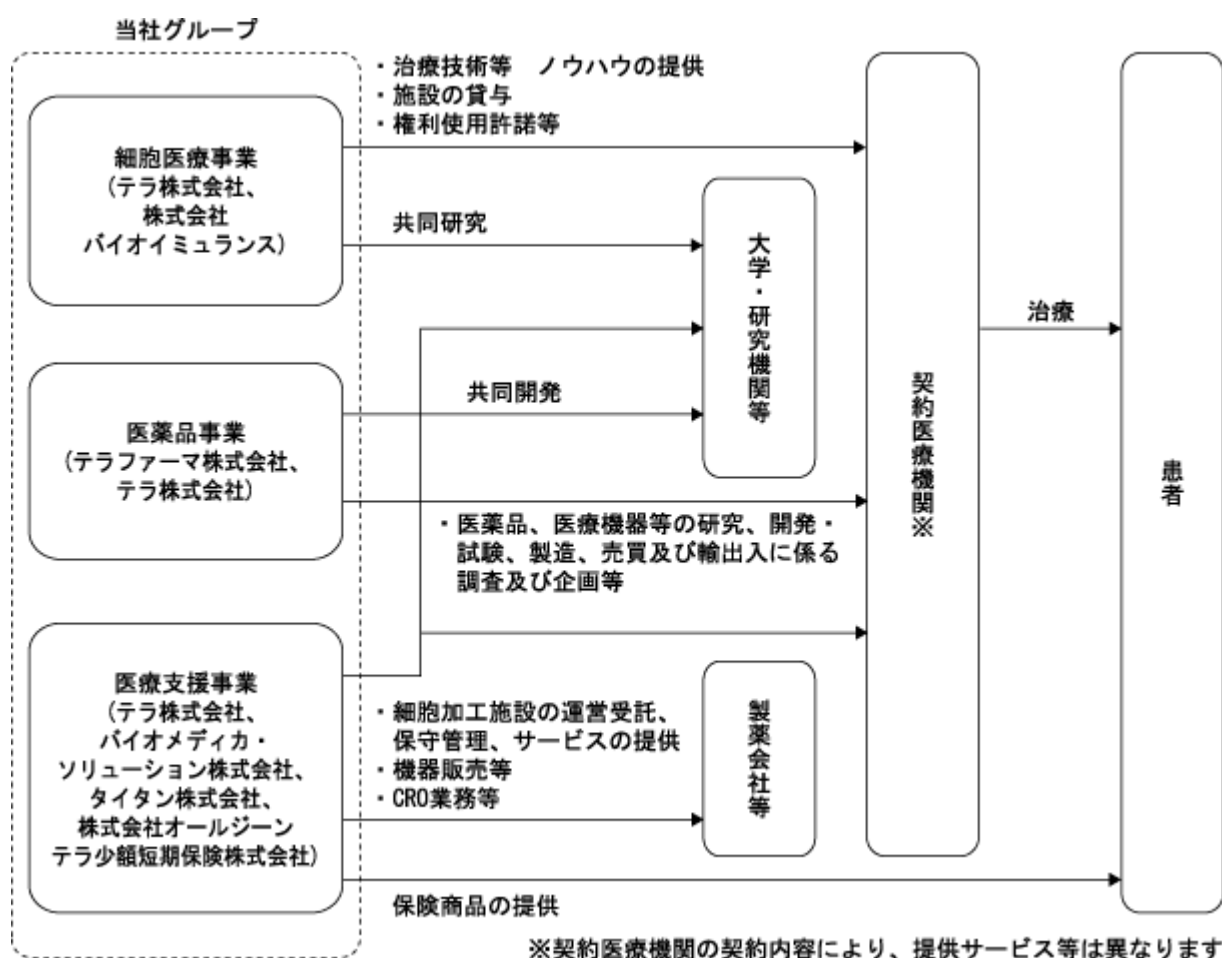 当社グループ
・治療技術等　ノウハウの提供
・施設の貸与
・権利使用許諾等
細胞医療事業
(テラ株式会社、
株式会社
バイオイミュランス)
共同研究
大学・研究機関等
治療
共同開発
契約医療機関※
患者
医薬品事業
(テラファーマ株式会社、
テラ株式会社)
・医薬品、医療機器等の研究、開発・
試験、製造、売買及び輸出入に係る
調査及び企画等
医療支援事業
(テラ株式会社、
バイオメディカ・
ソリューション株式会社、
タイタン株式会社、
株式会社オールジーン
テラ少額短期保険株式会社)
・細胞加工施設の運営受託、
保守管理、サービスの提供
・機器販売等
・CRO業務等
製薬会社等
保険商品の提供
※契約医療機関の契約内容により、提供サービス等は異なります